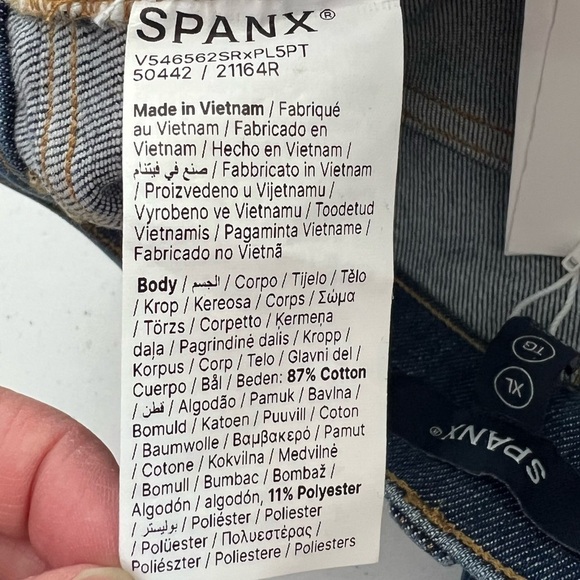 SPANX®
V546562SRxPL5PT
50442 / 21164R
Made in Vietnam / Fabriqué
au Vietnam / Fabricado en
Vietnam / Hecho en Vietnam /
صنع في فيتنام / Fabbricato in Vietnam
/ Proizvedeno u Vijetnamu /
Vyrobeno ve Vietnamu / Toodetud
Vietnamis / Pagaminta Vietname /
Fabricado no Vietnã
Body / الجسم / Corpo / Tijelo / Tělo
/ Krop / Kereosa / Corps / Σώμα
/ Törzs / Corpetto / Ķermeņa
daļa / Pagrindinė dalis / Kropp /
Korpus / Corp / Telo / Glavni del /
Cuerpo / Bål / Beden: 87% Cotton
/ قطن / Algodão / Pamuk / Bavlna /
Bomuld / Katoen / Puuvill / Coton
/ Baumwolle / Βαμβακερό / Pamut
/ Cotone / Kokvilna / Medvilnė
/ Bomull / Bumbac / Bombaž /
Algodón / algodón, 11% Polyester
/ بوليستر / Poliéster / Poliester
/ Polüester / Πολυεστέρας /
Poliészter / Poliestere / Poliesters
TG
XL
SPANX®